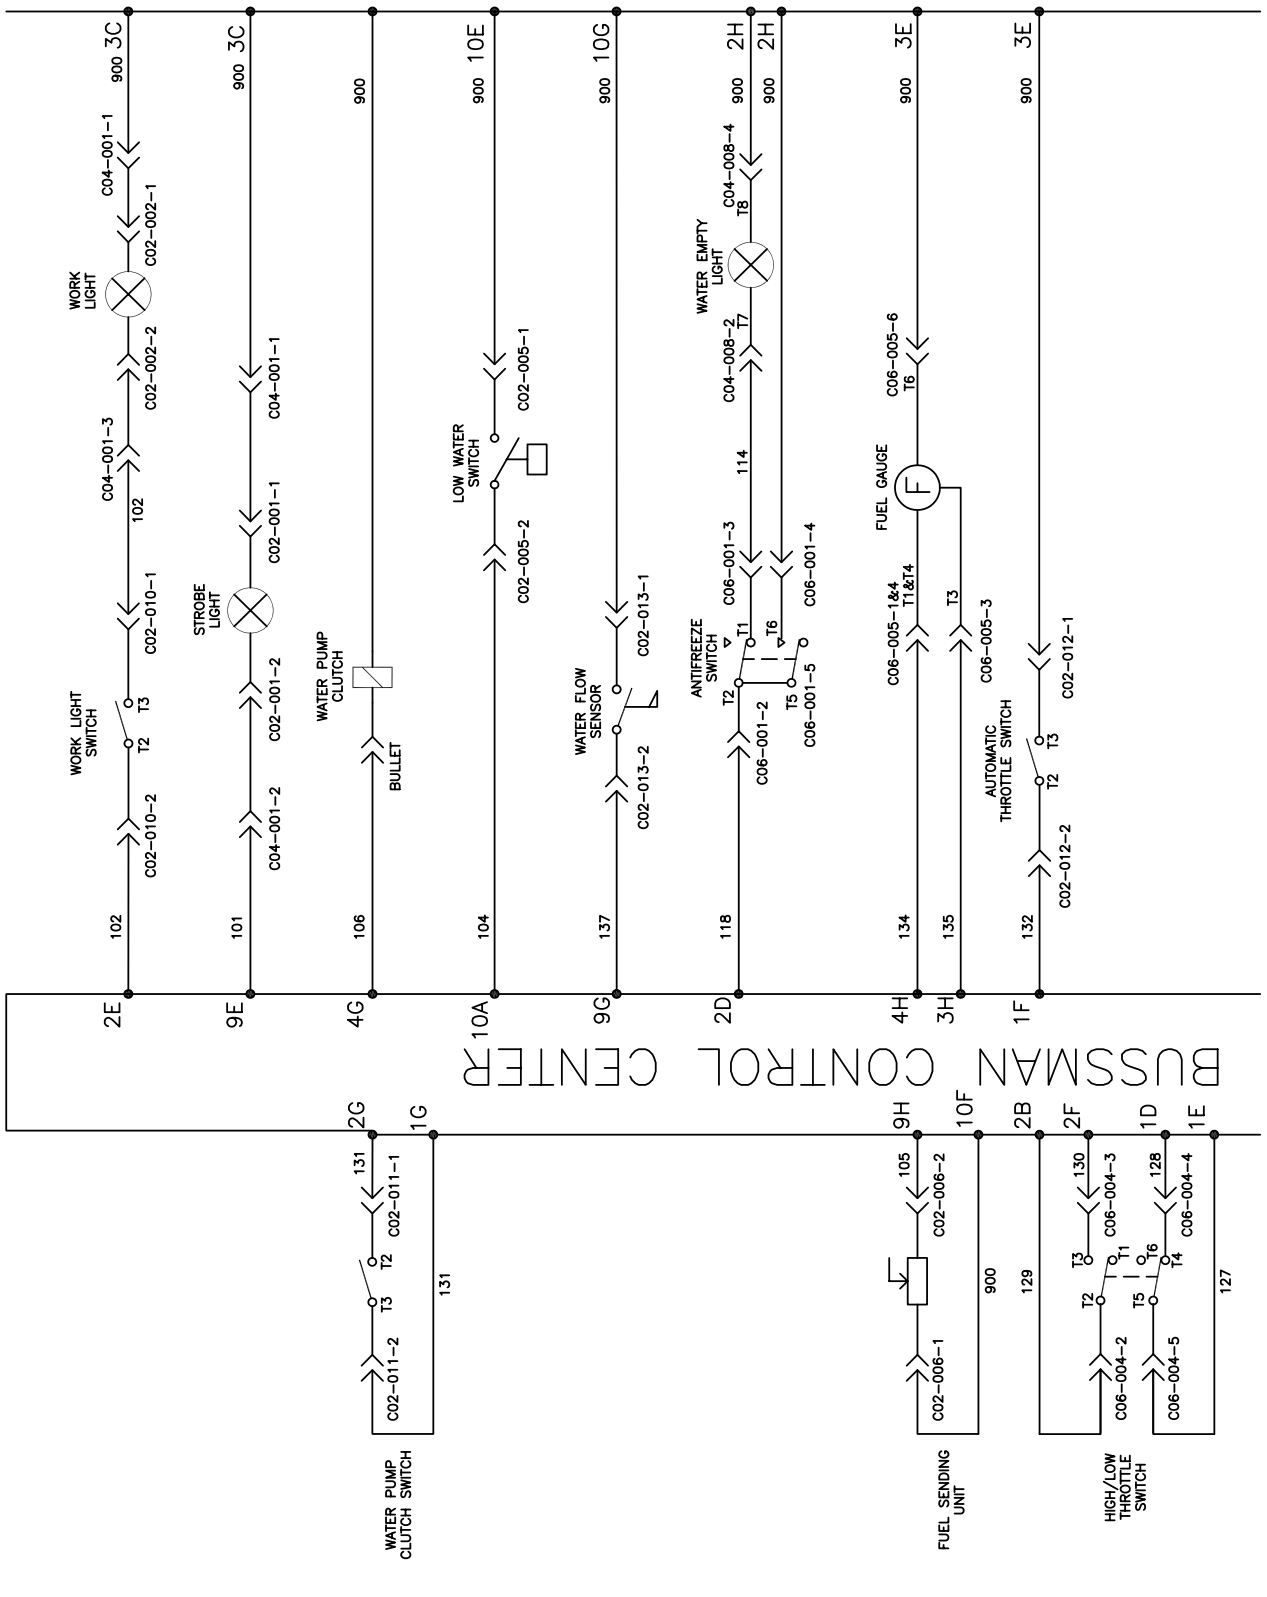 3C
900
C04-001-1
C02-002-1
WORK
LIGHT
C02-002-2
C04-001-3
102
C02-010-1
WORK LIGHT
SWITCH
T3
T2
C02-010-2
102
2E
3C
900
C04-001-1
C02-001-1
STROBE
LIGHT
C02-001-2
C04-001-2
101
9E
900
WATER PUMP
CLUTCH
BULLET
106
4G
10E
900
C02-005-1
LOW WATER
SWITCH
C02-005-2
104
10A
10G
900
C02-013-1
WATER FLOW
SENSOR
C02-013-2
137
9G
2H
2H
900
900
C04-008-4
T8
WATER EMPTY
LIGHT
T7
C04-008-2
114
C06-001-3
C06-001-4
ANTIFREEZE
SWITCH
T1
T6
T2
T5
C06-001-5
C06-001-2
118
2D
3E
900
C06-005-6
T6
FUEL GAUGE
F
C06-005-1&4
T1&T4
T3
C06-005-3
134
135
4H
3H
3E
900
C02-012-1
AUTOMATIC
THROTTLE SWITCH
T3
T2
C02-012-2
132
1F
BUSSMAN CONTROL CENTER
2G
1G
131
C02-011-1
T2
T3
131
C02-011-2
WATER PUMP
CLUTCH SWITCH
9H
10F
105
C02-006-2
900
C02-006-1
FUEL SENDING
UNIT
2B
2F
1D
1E
130
C06-004-3
128
C06-004-4
129
T3
T1
T2
T6
T4
T5
127
C06-004-2
C06-004-5
HIGH/LOW
THROTTLE
SWITCH